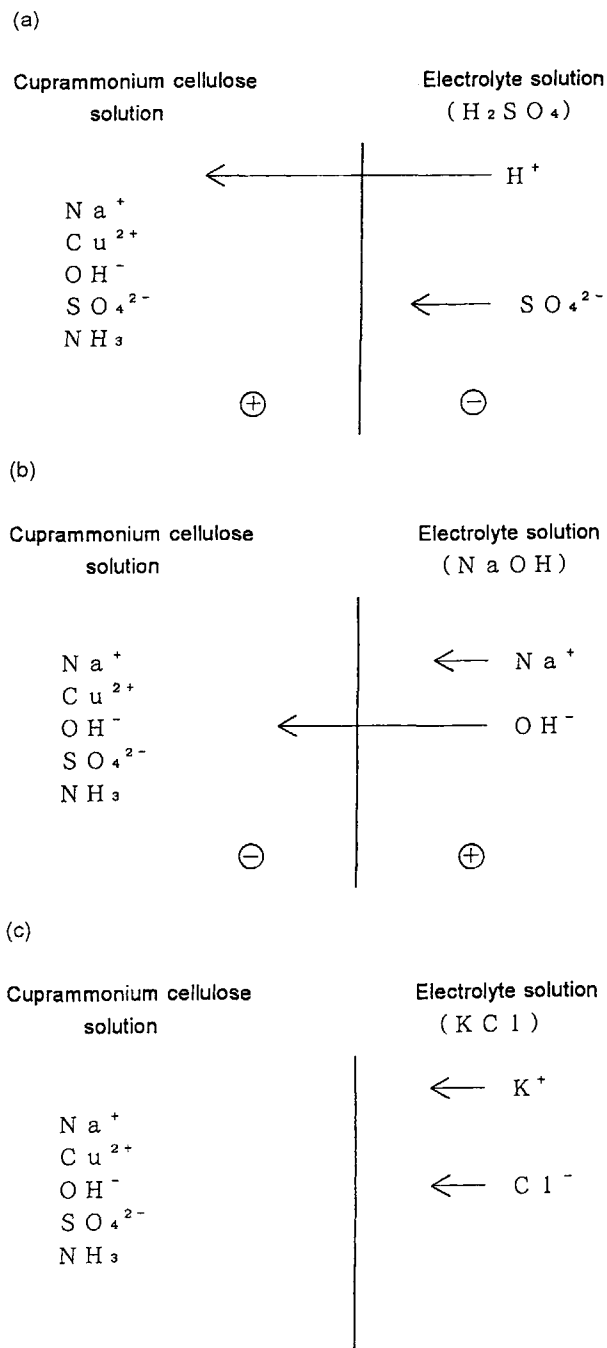 (a)
Cuprammonium cellulose solution
Electrolyte solution
(H₂SO₄)
H⁺
Na⁺
Cu²⁺
OH⁻
SO₄²⁻
SO₄²⁻
NH₃
⊕
⊖
(b)
Cuprammonium cellulose solution
Electrolyte solution
(NaOH)
Na⁺
Na⁺
Cu²⁺
OH⁻
OH⁻
SO₄²⁻
NH₃
⊖
⊕
(c)
Cuprammonium cellulose solution
Electrolyte solution
(KCl)
K⁺
Na⁺
Cu²⁺
OH⁻
Cl⁻
SO₄²⁻
NH₃